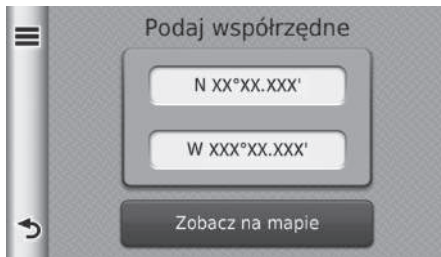 Podaj współrzędne
N XX°XX.XXX'
W XXX°XX.XXX'
Zobacz na mapie